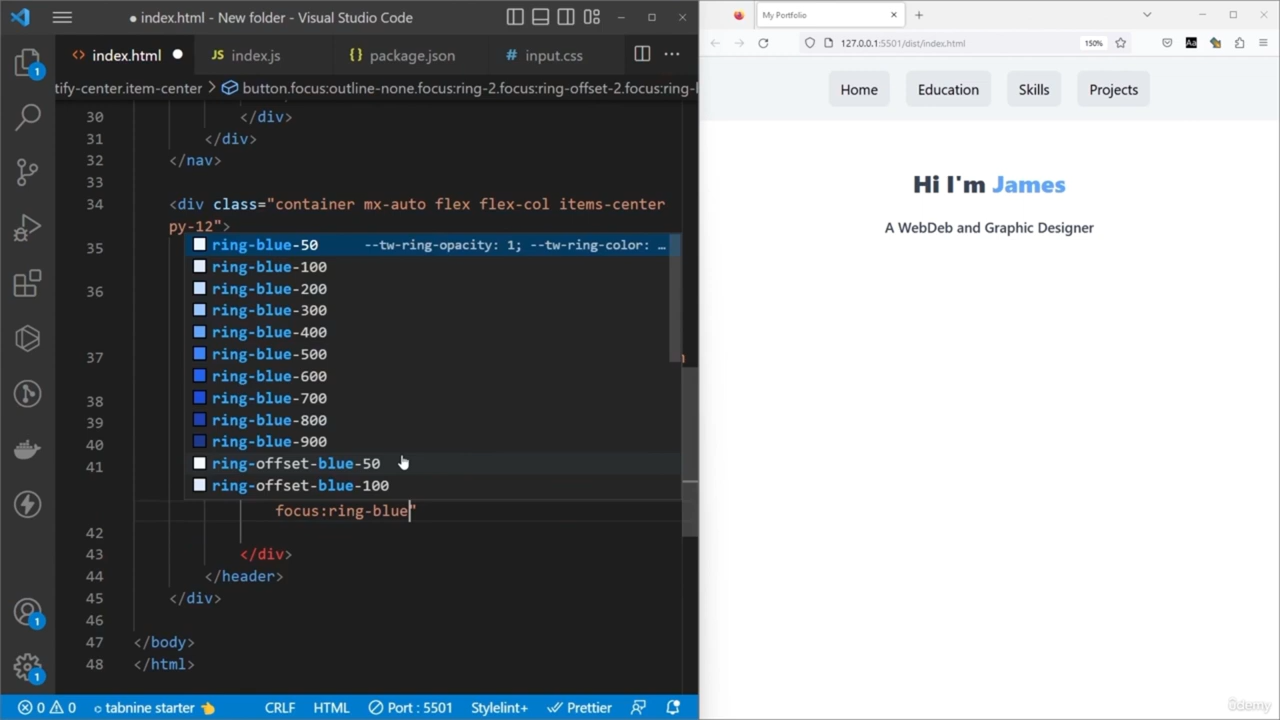 ● index.html - New folder - Visual Studio Code
<> index.html ●
JS index.js
{} package.json
# input.css
tify-center.item-center > button.focus:outline-none.focus:ring-2.focus:ring-offset-2.focus:ring-
30 </div>
31 </div>
32 </nav>
33
34 <div class="container mx-auto flex flex-col items-center
py-12">
35
36
37
38
39
40
41
ring-blue-50 --tw-ring-opacity: 1; --tw-ring-color: …
ring-blue-100
ring-blue-200
ring-blue-300
ring-blue-400
ring-blue-500
ring-blue-600
ring-blue-700
ring-blue-800
ring-blue-900
ring-offset-blue-50
ring-offset-blue-100
focus:ring-blue"
42
43 </div>
44 </header>
45 </div>
46
47 </body>
48 </html>
1
1
1
0 0 tabnine starter CRLF HTML Port : 5501 Stylelint+ Prettier
My Portfolio
127.0.0.1:5501/dist/index.html
150%
Aa
Home Education Skills Projects
Hi I'm James
A WebDeb and Graphic Designer
ûdemy